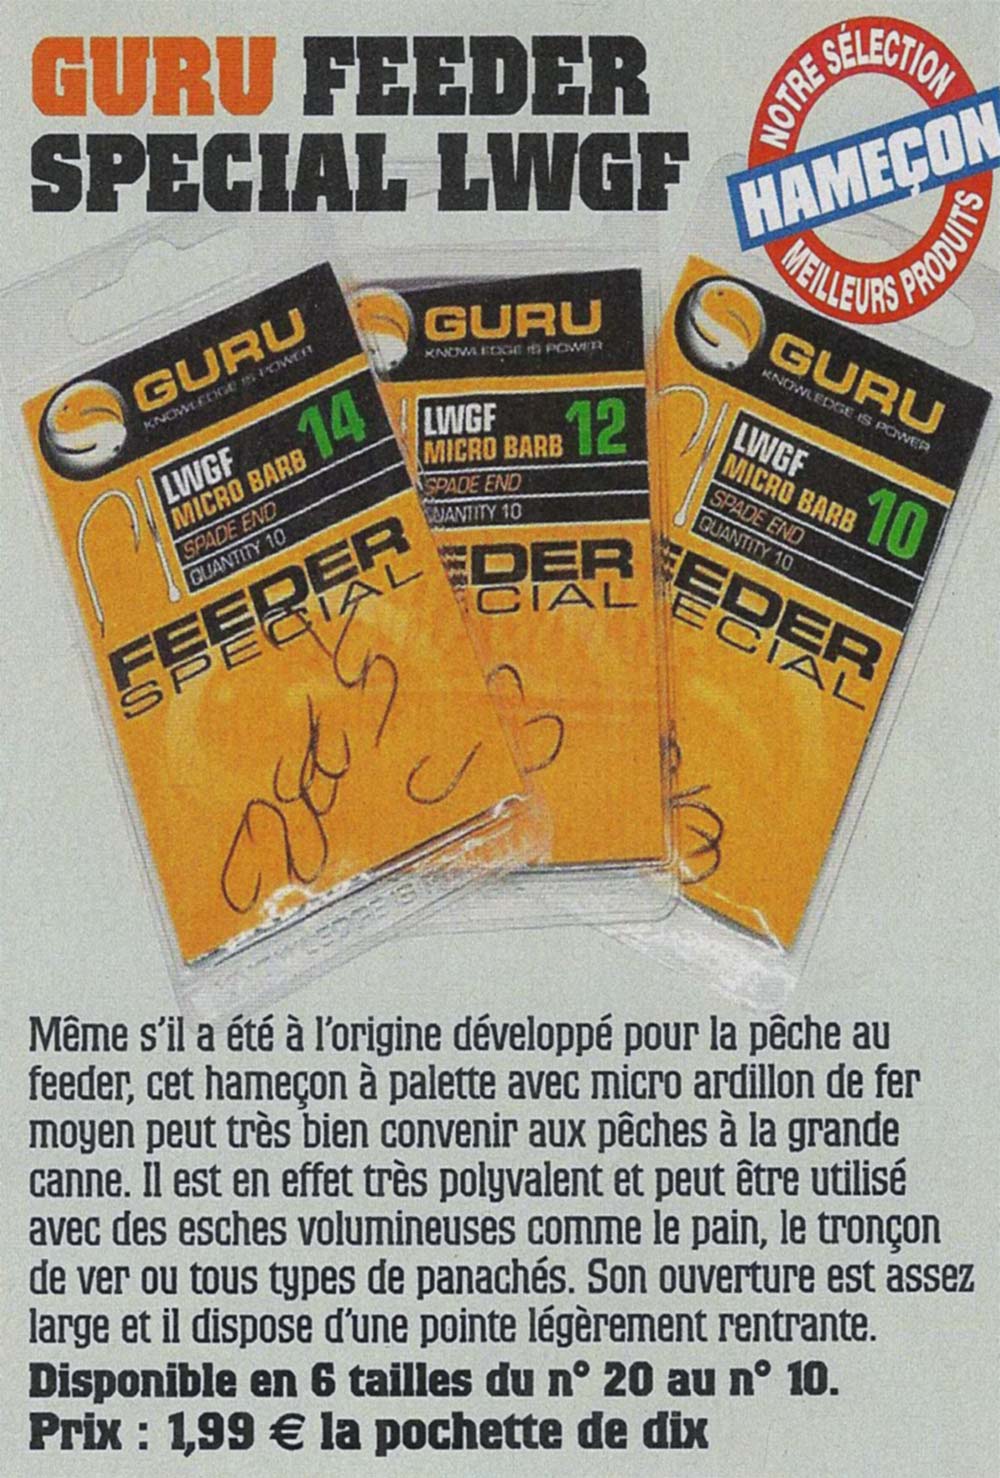 GURU FEEDER
SPECIAL LWGF
NOTRE SÉLECTION
HAMEÇON
MEILLEURS PRODUITS
GURU
KNOWLEDGE IS POWER
LWGF
MICRO BARB
14
SPADE END
QUANTITY 10
FEEDER
SPECIAL
GURU
KNOWLEDGE IS POWER
LWGF
MICRO BARB
12
SPADE END
QUANTITY 10
EDER
CIAL
GURU
KNOWLEDGE IS POWER
LWGF
MICRO BARB
10
SPADE END
QUANTITY 10
EEDER
ECIAL
Même s'il a été à l'origine développé pour la pêche au
feeder, cet hameçon à palette avec micro ardillon de fer
moyen peut très bien convenir aux pêches à la grande
canne. Il est en effet très polyvalent et peut être utilisé
avec des esches volumineuses comme le pain, le tronçon
de ver ou tous types de panachés. Son ouverture est assez
large et il dispose d'une pointe légèrement rentrante.
Disponible en 6 tailles du n° 20 au n° 10.
Prix : 1,99 € la pochette de dix